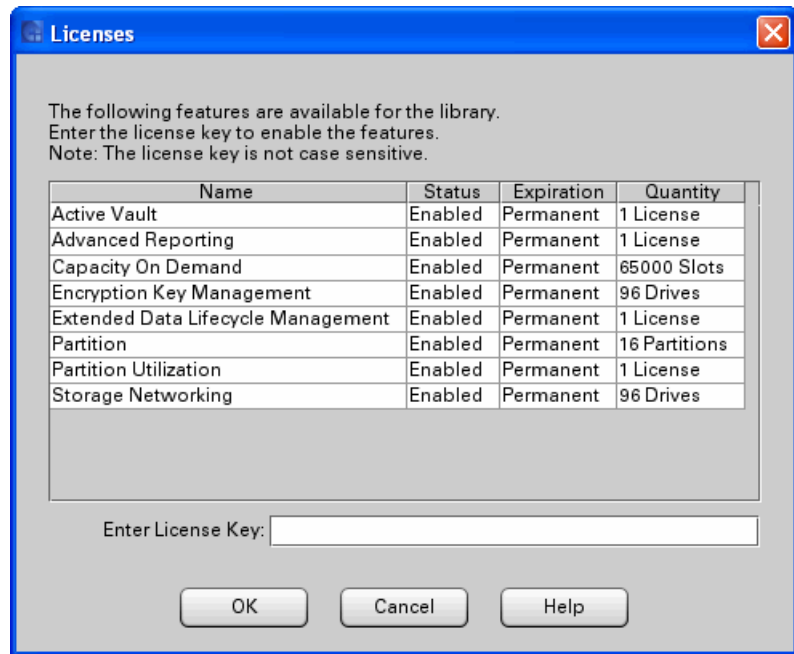 Licenses
The following features are available for the library.
Enter the license key to enable the features.
Note: The license key is not case sensitive.
Name Status Expiration Quantity
Active Vault Enabled Permanent 1 License
Advanced Reporting Enabled Permanent 1 License
Capacity On Demand Enabled Permanent 65000 Slots
Encryption Key Management Enabled Permanent 96 Drives
Extended Data Lifecycle Management Enabled Permanent 1 License
Partition Enabled Permanent 16 Partitions
Partition Utilization Enabled Permanent 1 License
Storage Networking Enabled Permanent 96 Drives
Enter License Key:
OK Cancel Help